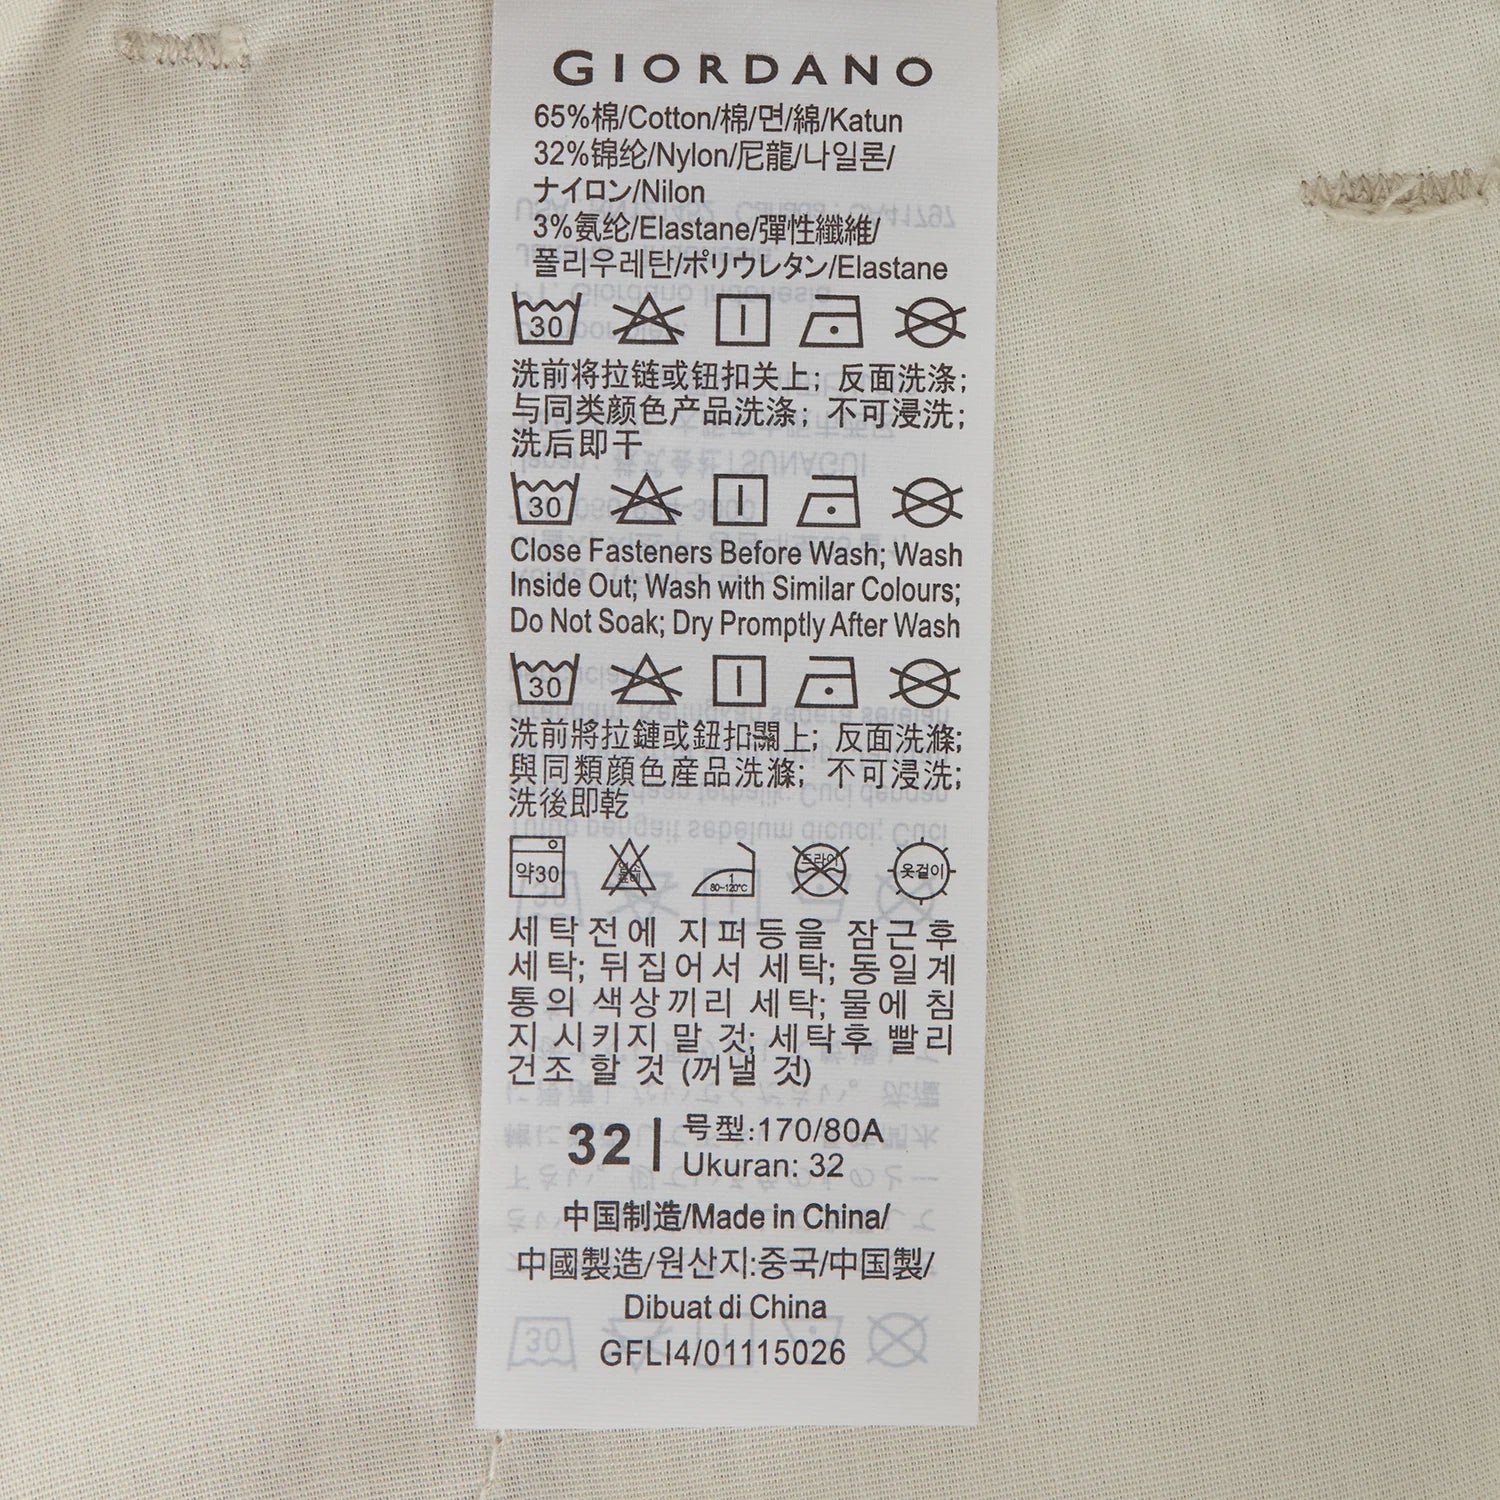 GIORDANO
65%棉/Cotton/棉/면/綿/Katun
32%锦纶/Nylon/尼龍/나일론/
ナイロン/Nilon
3%氨纶/Elastane/彈性纖維/
폴리우레탄/ポリウレタン/Elastane
30
洗前将拉链或钮扣关上; 反面洗涤;
与同类颜色产品洗涤; 不可浸洗;
洗后即干
30
Close Fasteners Before Wash; Wash
Inside Out; Wash with Similar Colours;
Do Not Soak; Dry Promptly After Wash
30
洗前將拉鏈或鈕扣關上; 反面洗滌;
與同類顔色産品洗滌; 不可浸洗;
洗後即乾
약30 80~120°C 드라이 옷걸이
세탁전에 지퍼등을 잠근후
세탁; 뒤집어서 세탁; 동일계
통의 색상끼리 세탁; 물에 침
지 시키지 말 것; 세탁후 빨리
건조 할 것 (꺼낼 것)
32 号型:170/80A
Ukuran: 32
中国制造/Made in China/
中國製造/원산지:중국/中国製/
Dibuat di China
GFLI4/01115026